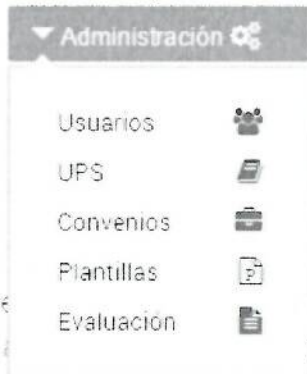 Administración
Usuarios
UPS
Convenios
Plantillas
Evaluación